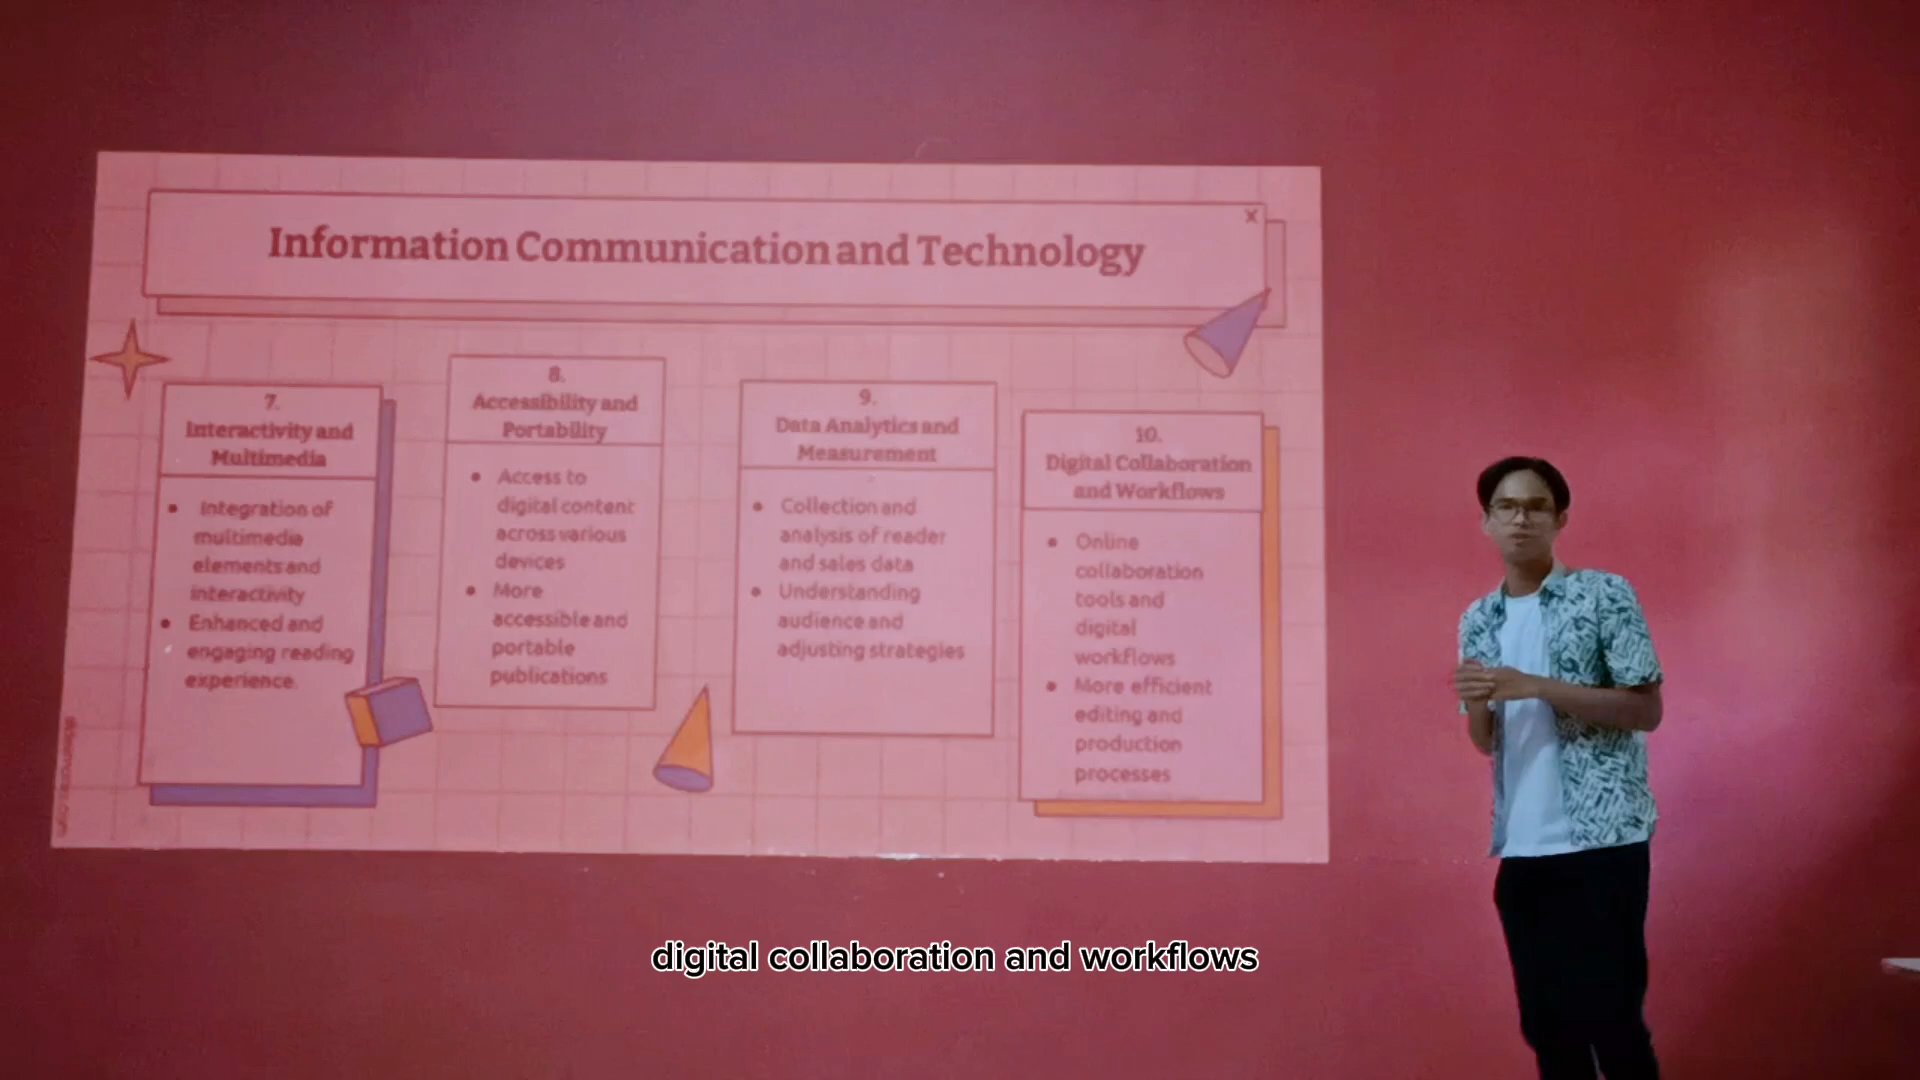 Information Communication and Technology
X
7.
Interactivity and
Multimedia
• Integration of
multimedia
elements and
interactivity
• Enhanced and
engaging reading
experience.
8.
Accessibility and
Portability
• Access to
digital content
across various
devices
• More
accessible and
portable
publications
9.
Data Analytics and
Measurement
• Collection and
analysis of reader
and sales data
• Understanding
audience and
adjusting strategies
10.
Digital Collaboration
and Workflows
• Online
collaboration
tools and
digital
workflows
• More efficient
editing and
production
processes
digital collaboration and workflows